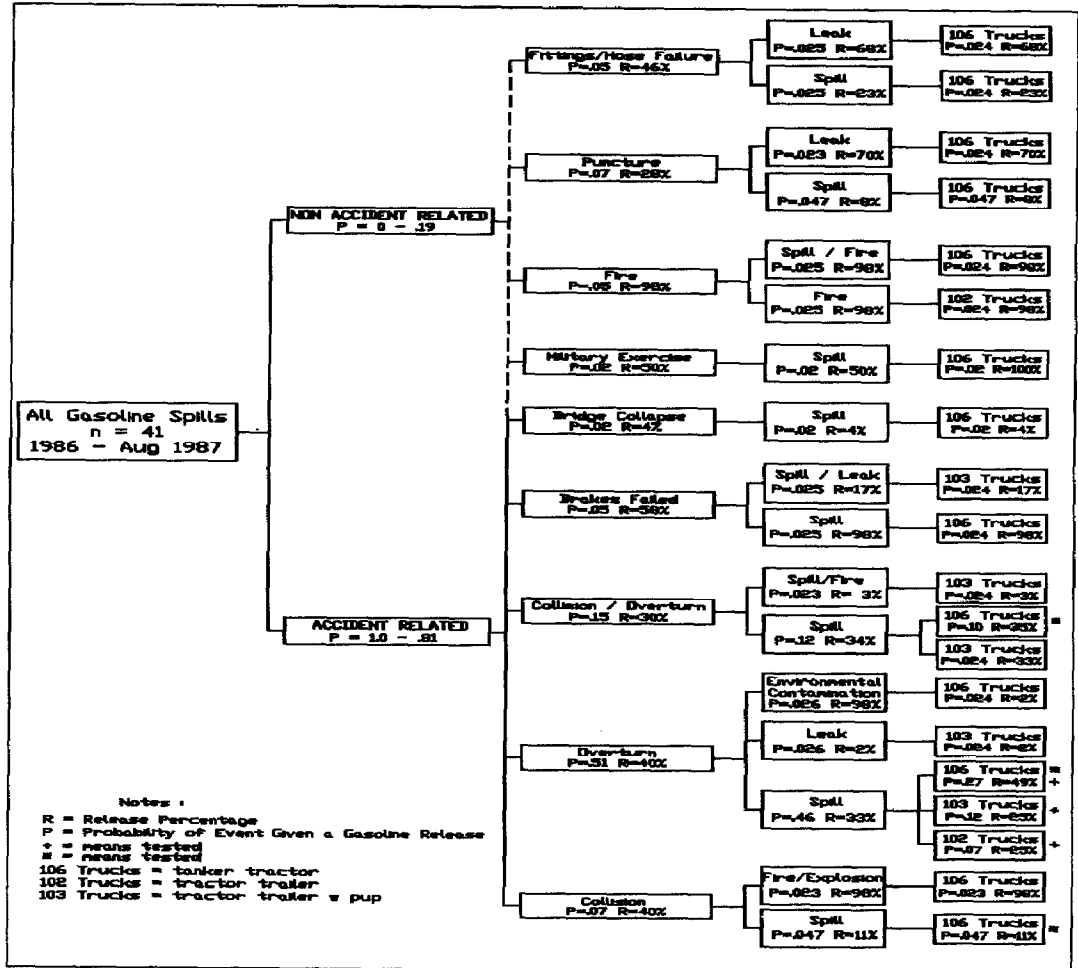 All Gasoline Spills
n = 41
1986 - Aug 1987
NON ACCIDENT RELATED
P = 0 - .19
ACCIDENT RELATED
P = 1.0 - .81
Fittings/Hose Failure
P=.05 R=46%
Leak
P=.025 R=68%
106 Trucks
P=.024 R=68%
Spill
P=.025 R=23%
106 Trucks
P=.024 R=23%
Puncture
P=.07 R=28%
Leak
P=.023 R=70%
106 Trucks
P=.024 R=70%
Spill
P=.047 R=8%
106 Trucks
P=.047 R=8%
Fire
P=.05 R=98%
Spill / Fire
P=.025 R=98%
106 Trucks
P=.024 R=98%
Fire
P=.025 R=98%
102 Trucks
P=.024 R=98%
Military Exercise
P=.02 R=50%
Spill
P=.02 R=50%
106 Trucks
P=.02 R=100%
Bridge Collapse
P=.02 R=4%
Spill
P=.02 R=4%
106 Trucks
P=.02 R=4%
Brakes Failed
P=.05 R=58%
Spill / Leak
P=.025 R=17%
103 Trucks
P=.024 R=17%
Spill
P=.025 R=98%
106 Trucks
P=.024 R=98%
Collision / Overturn
P=.15 R=30%
Spill/Fire
P=.023 R= 3%
103 Trucks
P=.024 R=3%
Spill
P=.12 R=34%
106 Trucks
P=.10 R=35%
103 Trucks
P=.024 R=33%
Overturn
P=.51 R=40%
Environmental
Contamination
P=.026 R=98%
106 Trucks
P=.024 R=2%
Leak
P=.026 R=2%
103 Trucks
P=.024 R=2%
Spill
P=.46 R=33%
106 Trucks
P=.27 R=49% +
103 Trucks +
P=.12 R=25%
102 Trucks +
P=.07 R=25%
Collision
P=.07 R=40%
Fire/Explosion
P=.023 R=98%
106 Trucks
P=.023 R=98%
Spill
P=.047 R=11%
106 Trucks
P=.047 R=11%
Notes :
R = Release Percentage
P = Probability of Event Given a Gasoline Release
+ = means tested
= means tested
106 Trucks = tanker tractor
102 Trucks = tractor trailer
103 Trucks = tractor trailer pup